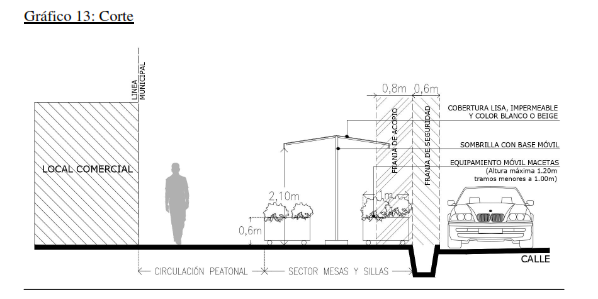 Gráfico 13: Corte
0,8m
0,6m
LINEA
MUNICIPAL
FRANJA DE ACOPIO
FRANJA DE SEGURIDAD
COBERTURA LISA, IMPERMEABLE
Y COLOR BLANCO O BEIGE
SOMBRILLA CON BASE MÓVIL
EQUIPAMIENTO MÓVIL MACETAS
(Altura máxima 1.20m
tramos menores a 1.00m)
LOCAL COMERCIAL
2,10m
0,6m
CALLE
CIRCULACIÓN PEATONAL
SECTOR MESAS Y SILLAS